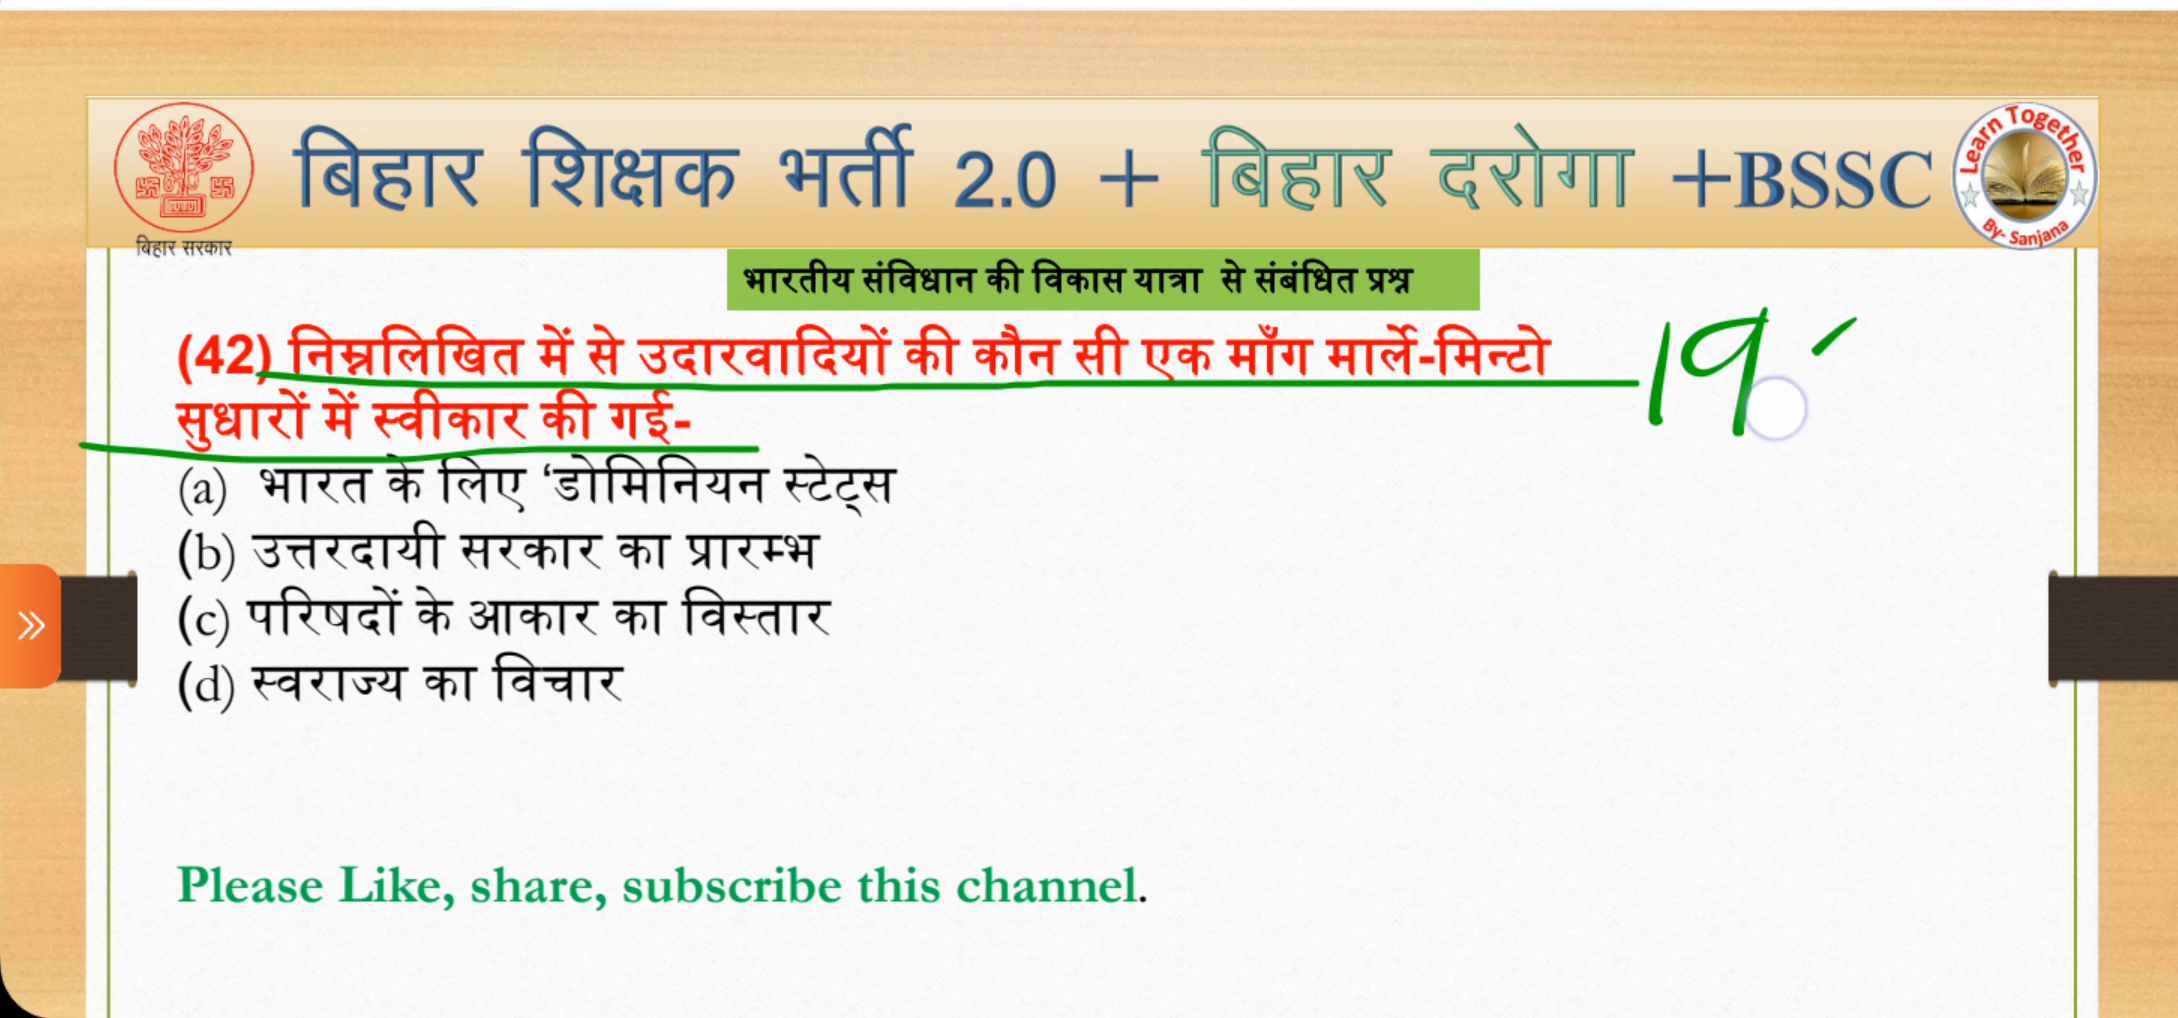 बिहार शिक्षक भर्ती 2.0 + बिहार दरोगा +BSSC
Learn Together
By- Sanjana
बिहार सरकार
भारतीय संविधान की विकास यात्रा से संबंधित प्रश्न
(42) निम्नलिखित में से उदारवादियों की कौन सी एक माँग मार्ले-मिन्टो
19
सुधारों में स्वीकार की गई-
(a) भारत के लिए ‘डोमिनियन स्टेट्स
(b) उत्तरदायी सरकार का प्रारम्भ
(c) परिषदों के आकार का विस्तार
(d) स्वराज्य का विचार
Please Like, share, subscribe this channel.